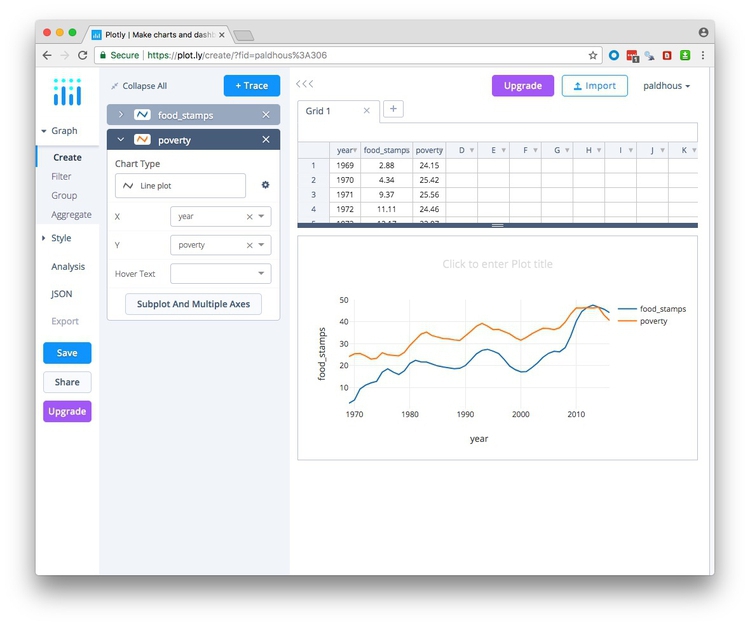 Plotly | Make charts and dashb
Secure | https://plot.ly/create/?fid=paldhous%3A306
Collapse All
+ Trace
Upgrade
Import
paldhous
Graph
Create
Filter
Group
Aggregate
Style
Analysis
JSON
Export
Save
Share
Upgrade
food_stamps
poverty
Chart Type
Line plot
X
year
Y
poverty
Hover Text
Subplot And Multiple Axes
Grid 1
+
year food_stamps poverty D E F G H I J K
1 1969 2.88 24.15
2 1970 4.34 25.42
3 1971 9.37 25.56
4 1972 11.11 24.46
Click to enter Plot title
50
40
30
20
10
food_stamps
1970 1980 1990 2000 2010
year
food_stamps
poverty